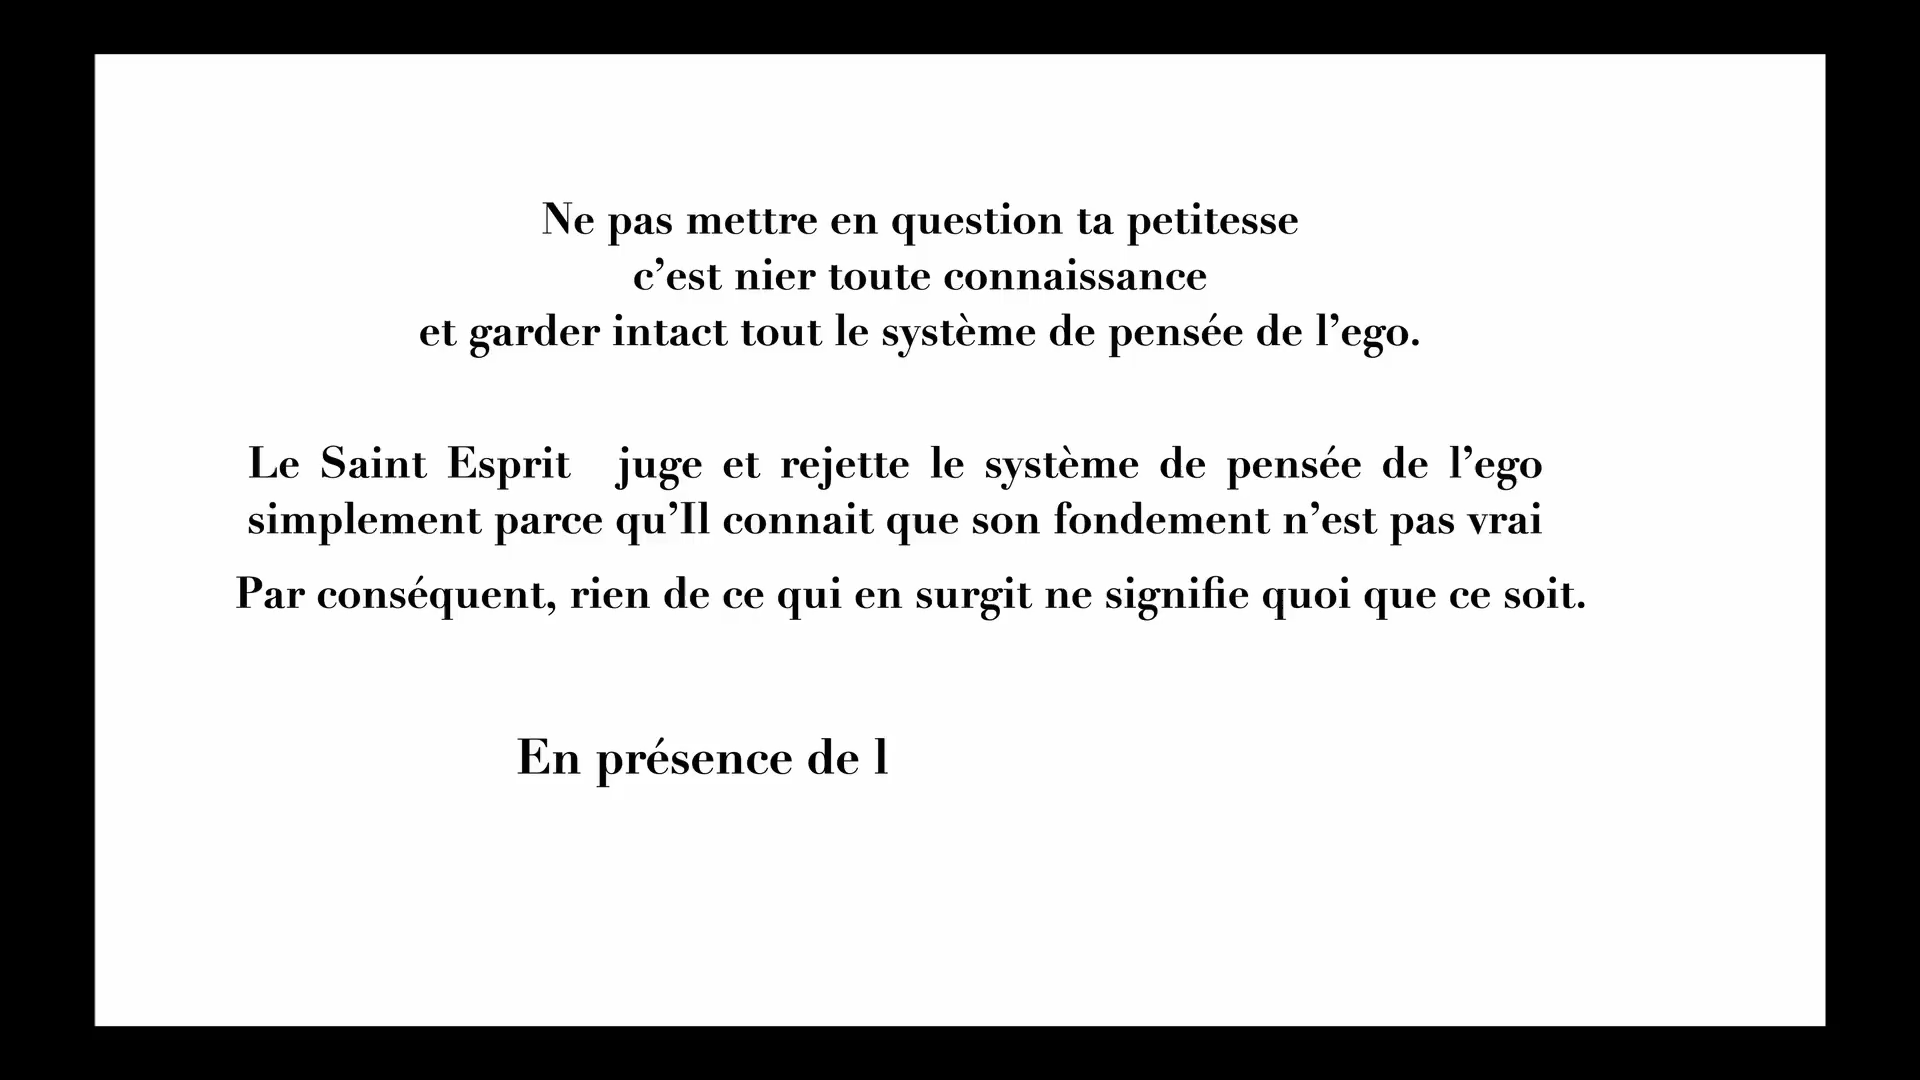 Ne pas mettre en question ta petitesse
c’est nier toute connaissance
et garder intact tout le système de pensée de l’ego.
Le Saint Esprit juge et rejette le système de pensée de l’ego
simplement parce qu’Il connait que son fondement n’est pas vrai
Par conséquent, rien de ce qui en surgit ne signifie quoi que ce soit.
En présence de l